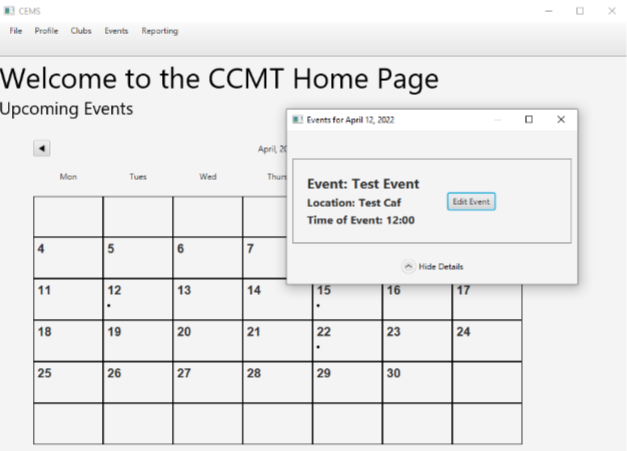 CEMS
File Profile Clubs Events Reporting
Welcome to the CCMT Home Page
Upcoming Events
April, 20
Mon Tues Wed Thurs
4 5 6 7
11 12 13 14 15 16 17
18 19 20 21 22 23 24
25 26 27 28 29 30
Events for April 12, 2022
Event: Test Event
Location: Test Caf
Time of Event: 12:00
Edit Event
Hide Details